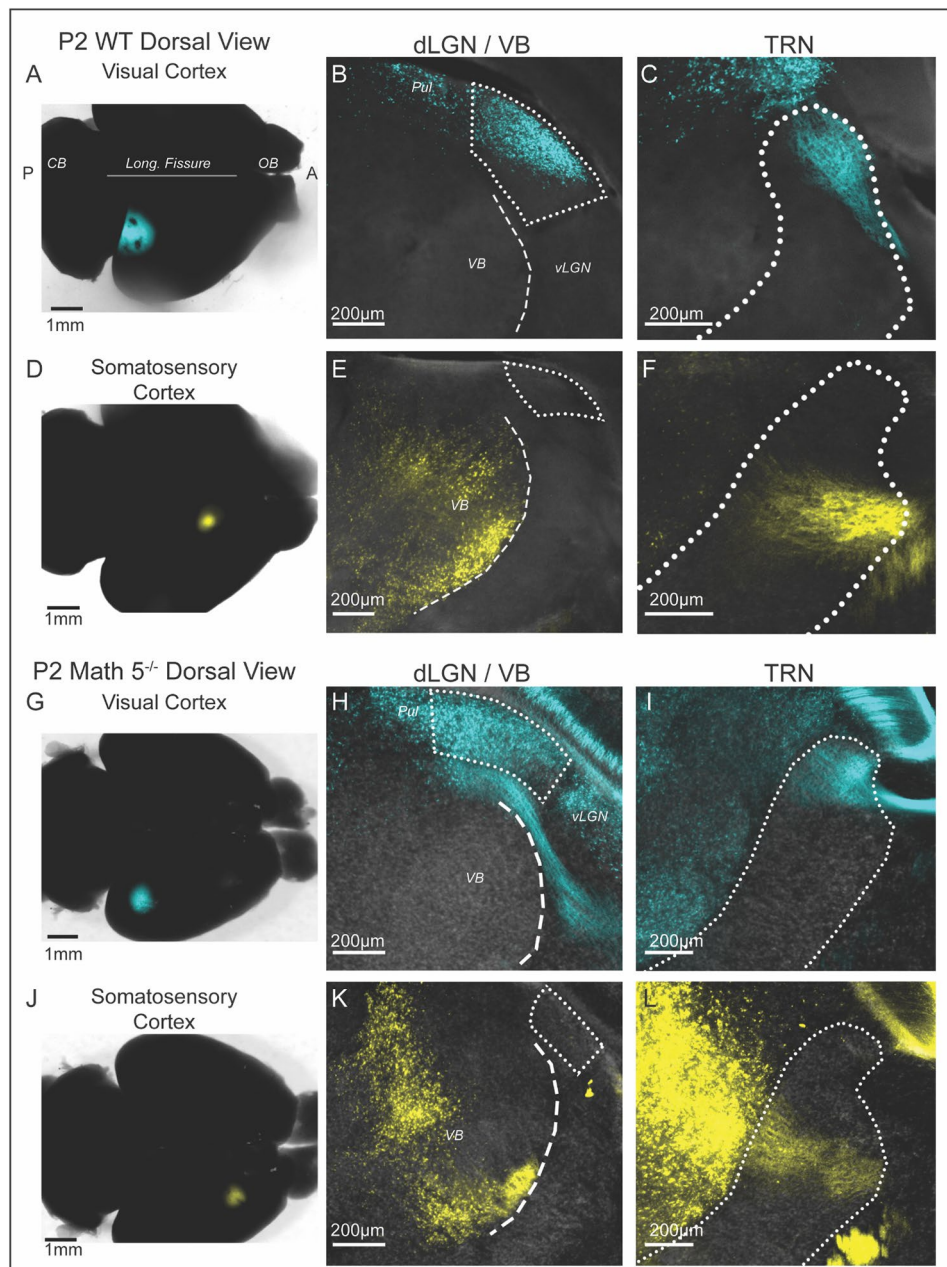 P2 WT Dorsal View
dLGN / VB
TRN
A
Visual Cortex
P
CB
Long. Fissure
OB
A
1mm
B
Pul.
VB
vLGN
200μm
C
200μm
D
Somatosensory
Cortex
1mm
E
VB
200μm
F
200μm
P2 Math 5-/- Dorsal View
dLGN / VB
TRN
G
Visual Cortex
1mm
H
Pul
vLGN
VB
200μm
I
200μm
J
Somatosensory
Cortex
1mm
K
VB
200μm
L
200μm